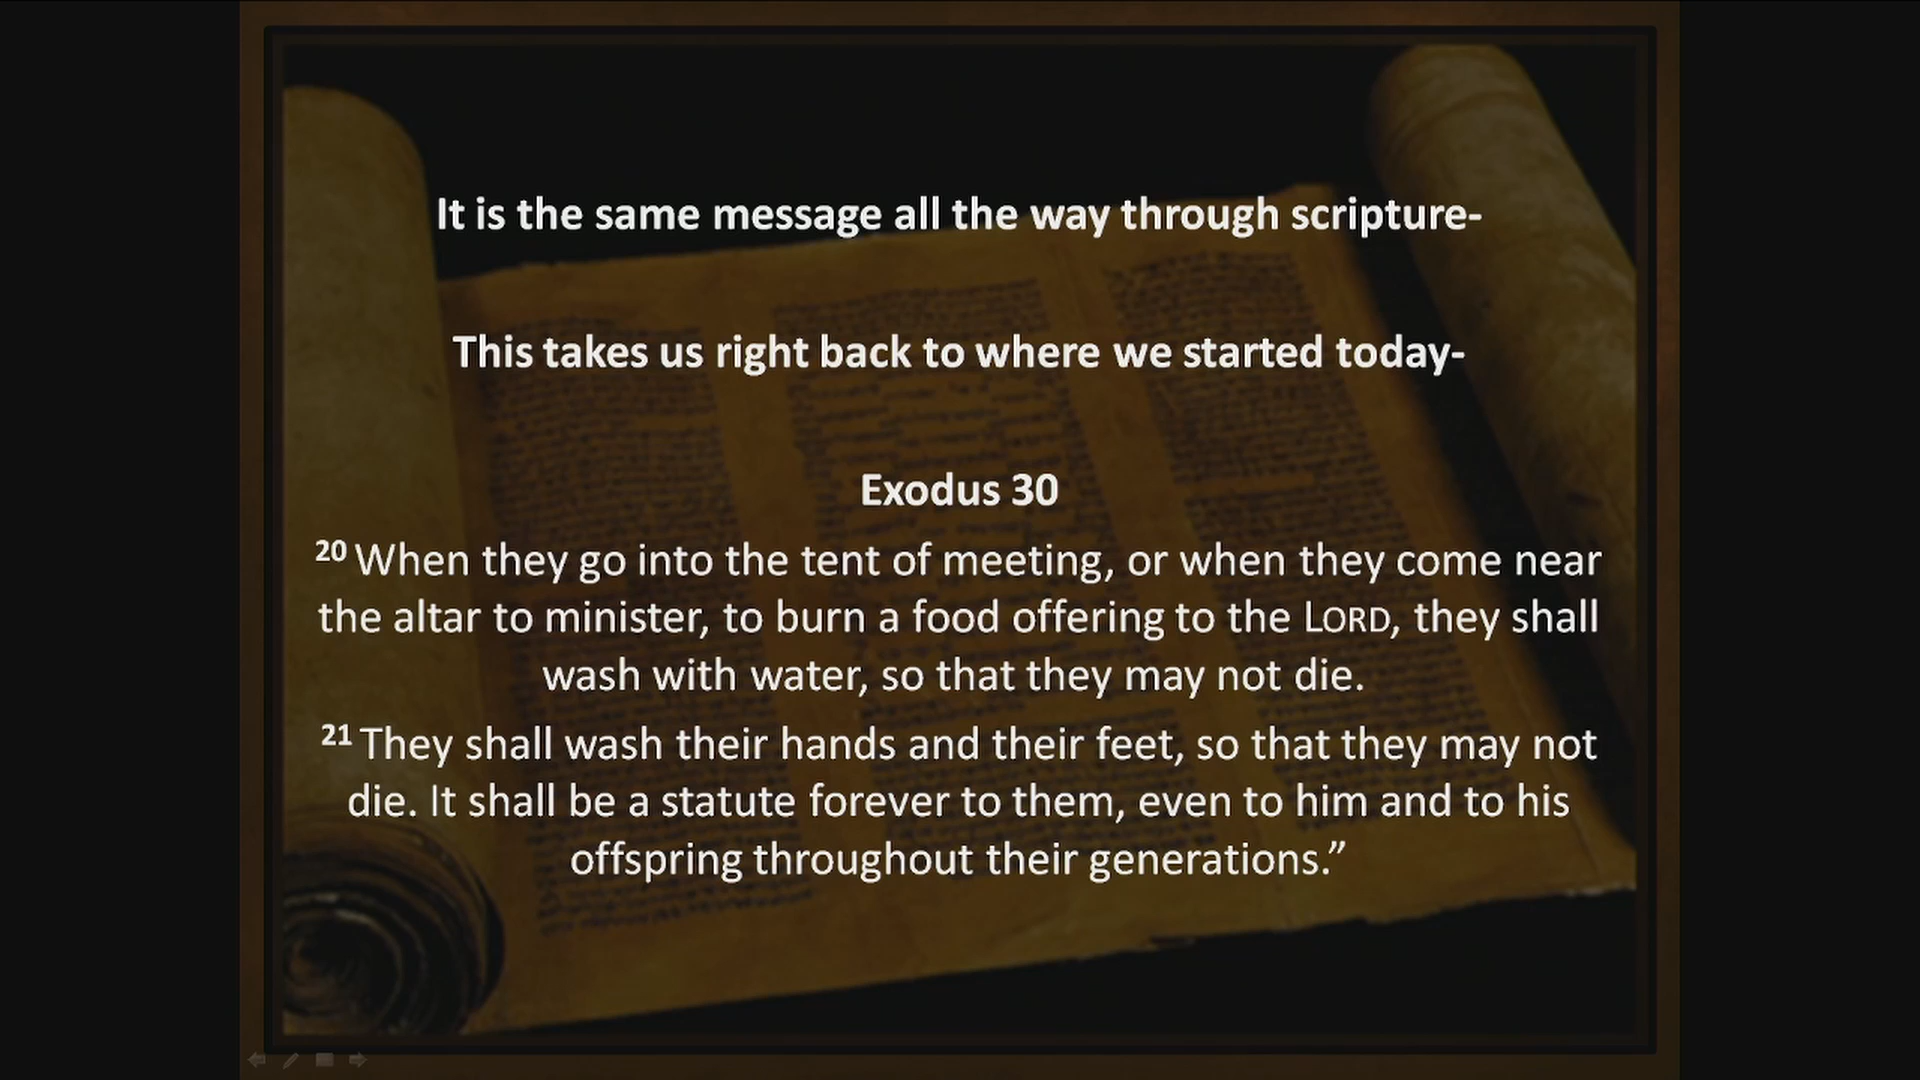 It is the same message all the way through scripture-
This takes us right back to where we started today-
Exodus 30
20 When they go into the tent of meeting, or when they come near
the altar to minister, to burn a food offering to the LORD, they shall
wash with water, so that they may not die.
21 They shall wash their hands and their feet, so that they may not
die. It shall be a statute forever to them, even to him and to his
offspring throughout their generations.”